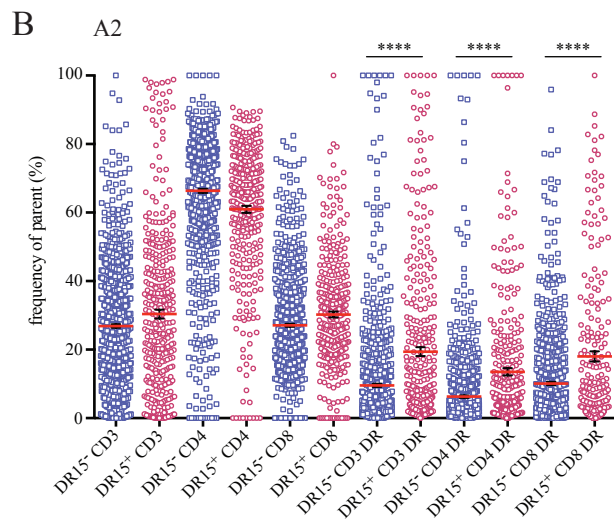 B A2
**** **** ****
frequency of parent (%)
100
80
60
40
20
0
DR15⁻ CD3
DR15⁺ CD3
DR15⁻ CD4
DR15⁺ CD4
DR15⁻ CD8
DR15⁺ CD8
DR15⁻ CD3 DR
DR15⁺ CD3 DR
DR15⁻ CD4 DR
DR15⁺ CD4 DR
DR15⁻ CD8 DR
DR15⁺ CD8 DR